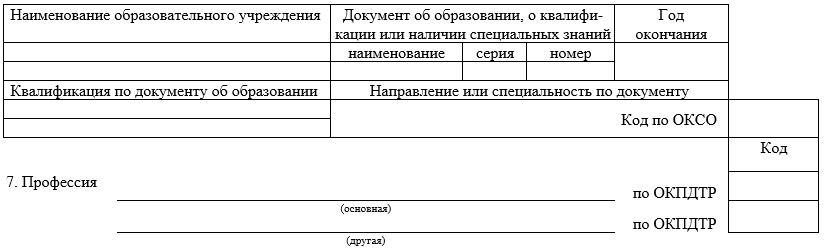 Наименование образовательного учреждения Документ об образовании, о квалифи- Год
кации или наличии специальных знаний окончания
наименование серия номер
Квалификация по документу об образовании Направление или специальность по документу
Код по ОКСО
Код
7. Профессия по ОКПДТР
(основная)
по ОКПДТР
(другая)